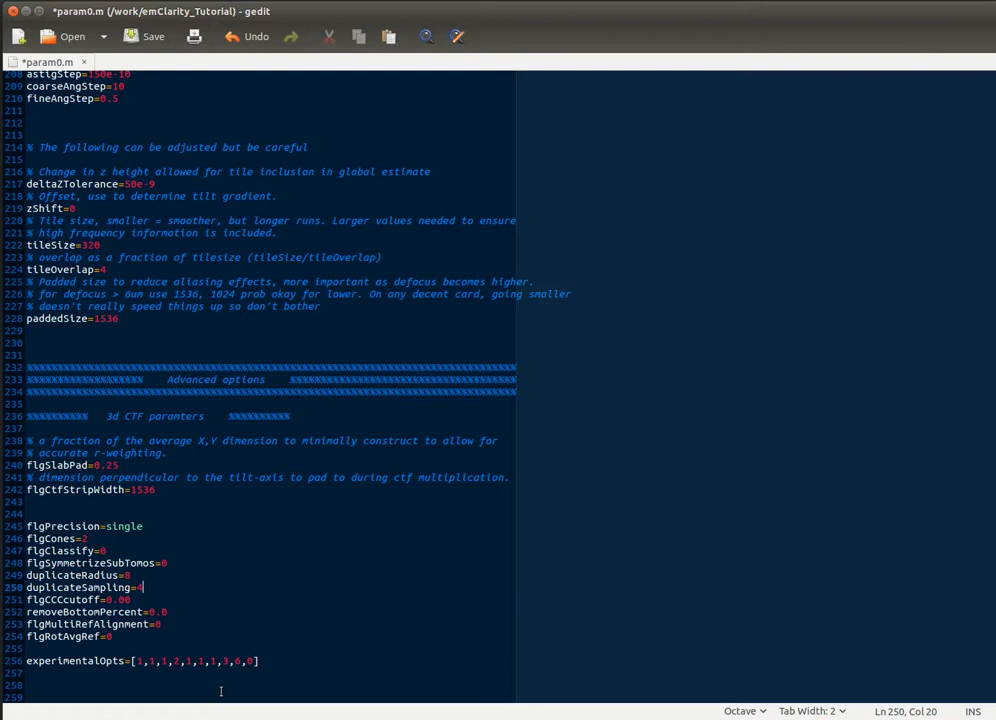 *param0.m (/work/emClarity_Tutorial) - gedit
Open Save Undo
*param0.m ×
208 astigStep=150e-10
209 coarseAngStep=10
210 fineAngStep=0.5
211
212
213
214 % The following can be adjusted but be careful
215
216 % Change in z height allowed for tile inclusion in global estimate
217 deltaZTolerance=50e-9
218 % Offset, use to determine tilt gradient.
219 zShift=0
220 % Tile size, smaller = smoother, but longer runs. Larger values needed to ensure
221 % high frequency information is included.
222 tileSize=320
223 % overlap as a fraction of tilesize (tileSize/tileOverlap)
224 tileOverlap=4
225 % Padded size to reduce aliasing effects, more important as defocus becomes higher.
226 % for defocus > 6um use 1536, 1024 prob okay for lower. On any decent card, going smaller
227 % doesn't really speed things up so don't bother
228 paddedSize=1536
229
230
231
232 %%%%%%%%%%%%%%%%%%%%%%%%%%%%%%%%%%%%%%%%%%%%%%%%%%%%%%%%%%%%%%%%%%%%%%%%%%%%%%%%%%
233 %%%%%%%%%%%%%%%%%%% Advanced options %%%%%%%%%%%%%%%%%%%%%%%%%%%%%%%%%%%%%
234 %%%%%%%%%%%%%%%%%%%%%%%%%%%%%%%%%%%%%%%%%%%%%%%%%%%%%%%%%%%%%%%%%%%%%%%%%%%%%%%%%%
235
236 %%%%%%%%%% 3d CTF paramters %%%%%%%%%%
237
238 % a fraction of the average X,Y dimension to minimally construct to allow for
239 % accurate r-weighting.
240 flgSlabPad=0.25
241 % dimension perpendicular to the tilt-axis to pad to during ctf multiplication.
242 flgCtfStripWidth=1536
243
244
245 flgPrecision=single
246 flgCones=2
247 flgClassify=0
248 flgSymmetrizeSubTomos=0
249 duplicateRadius=8
250 duplicateSampling=4
251 flgCCCcutoff=0.00
252 removeBottomPercent=0.0
253 flgMultiRefAlignment=0
254 flgRotAvgRef=0
255
256 experimentalOpts=[1,1,1,2,1,1,1,3,6,0]
257
258
259
Octave Tab Width: 2 Ln 250, Col 20 INS